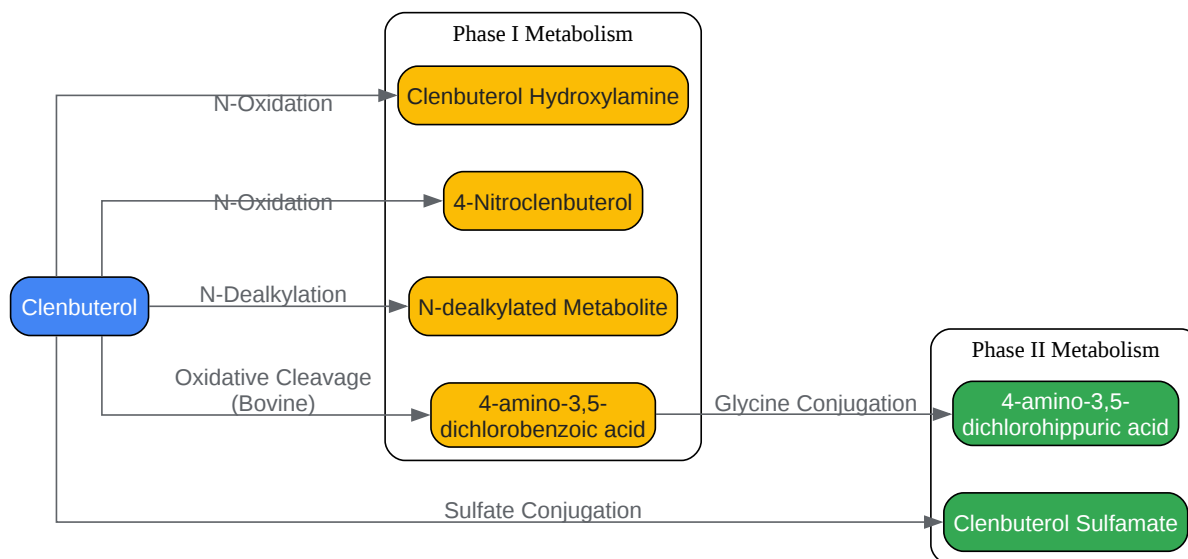 Phase I Metabolism
Clenbuterol Hydroxylamine
N-Oxidation
4-Nitroclenbuterol
N-Oxidation
Clenbuterol
N-Dealkylation
N-dealkylated Metabolite
Phase II Metabolism
Oxidative Cleavage
(Bovine)
4-amino-3,5-
dichlorobenzoic acid
Glycine Conjugation
4-amino-3,5-
dichlorohippuric acid
Sulfate Conjugation
Clenbuterol Sulfamate